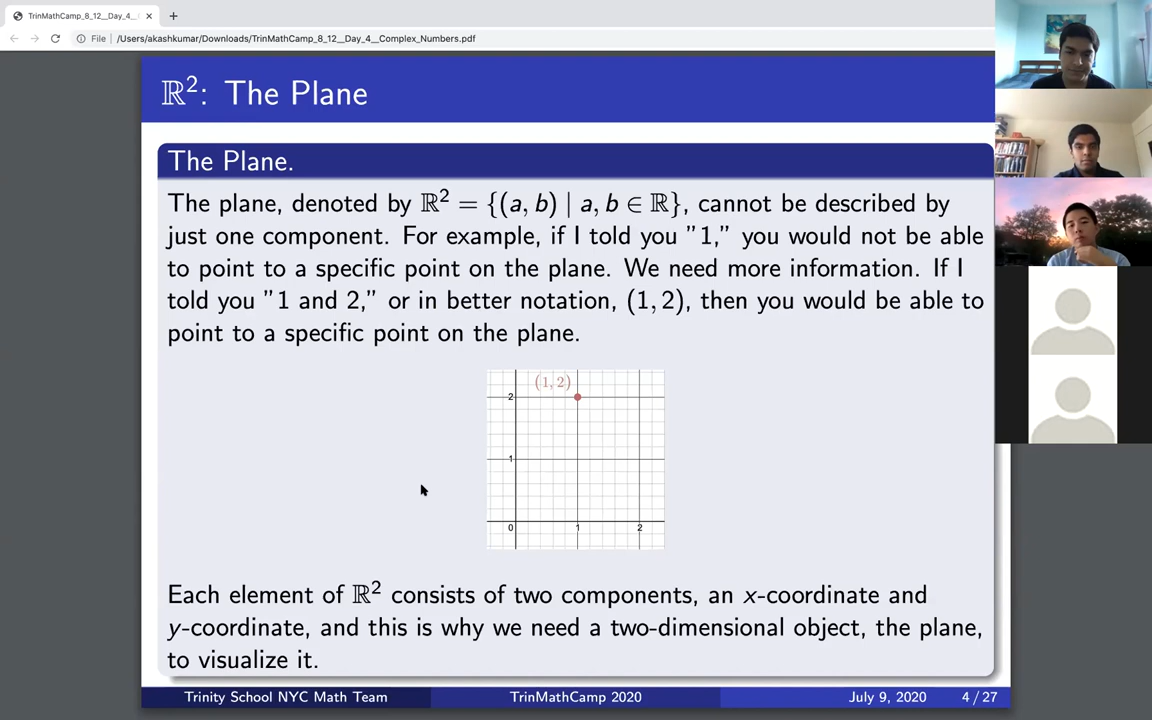 TrinMathCamp_8_12__Day_4__
File | /Users/akashkumar/Downloads/TrinMathCamp_8_12__Day_4__Complex_Numbers.pdf
ℝ²: The Plane
The Plane.
The plane, denoted by ℝ² = {(a, b) | a, b ∈ ℝ}, cannot be described by
just one component. For example, if I told you ”1,” you would not be able
to point to a specific point on the plane. We need more information. If I
told you ”1 and 2,” or in better notation, (1, 2), then you would be able to
point to a specific point on the plane.
(1, 2)
2
1
0 1 2
Each element of ℝ² consists of two components, an x-coordinate and
y-coordinate, and this is why we need a two-dimensional object, the plane,
to visualize it.
Trinity School NYC Math Team TrinMathCamp 2020 July 9, 2020 4 / 27